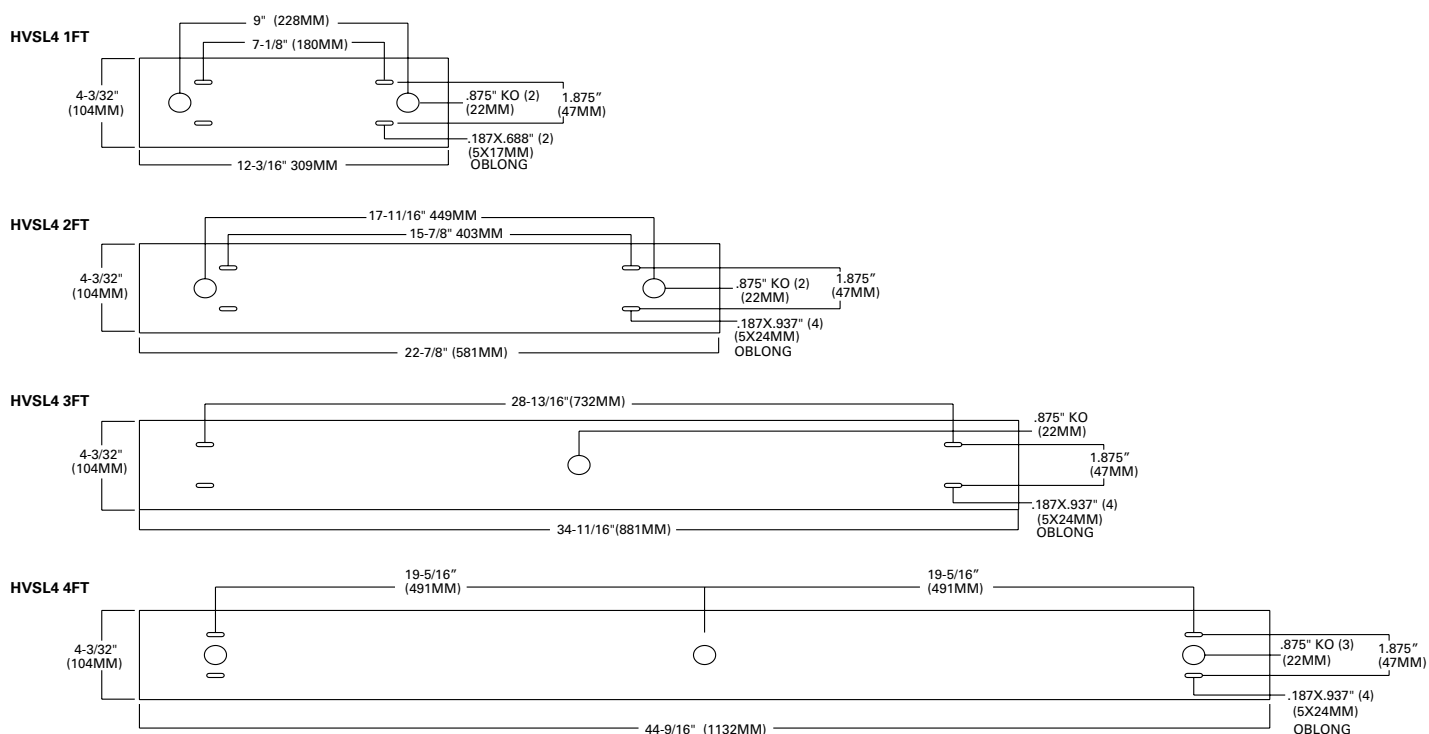 HVSL4 1FT
9" (228MM)
7-1/8" (180MM)
4-3/32"
(104MM)
.875" KO (2)
(22MM)
1.875"
(47MM)
.187X.688" (2)
(5X17MM)
OBLONG
12-3/16" 309MM
HVSL4 2FT
17-11/16" 449MM
15-7/8" 403MM
4-3/32"
(104MM)
.875" KO (2)
(22MM)
1.875"
(47MM)
.187X.937" (4)
(5X24MM)
OBLONG
22-7/8" (581MM)
HVSL4 3FT
28-13/16"(732MM)
.875" KO
(22MM)
4-3/32"
(104MM)
1.875"
(47MM)
.187X.937" (4)
(5X24MM)
OBLONG
34-11/16"(881MM)
HVSL4 4FT
19-5/16"
(491MM)
19-5/16"
(491MM)
4-3/32"
(104MM)
.875" KO (3)
(22MM)
1.875"
(47MM)
.187X.937" (4)
(5X24MM)
OBLONG
44-9/16" (1132MM)